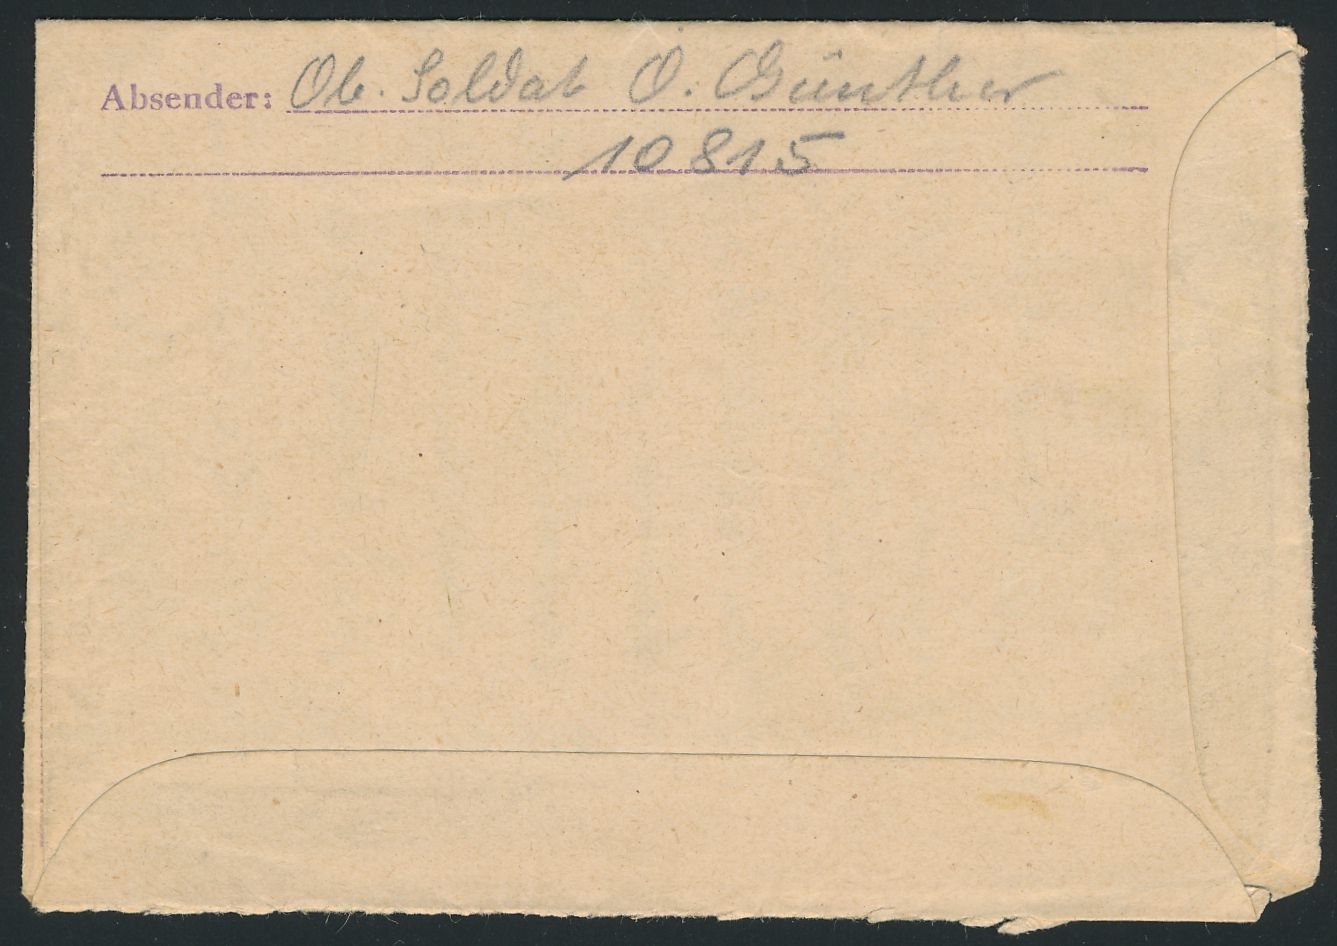 Absender: Ob. Soldat O. Günther
10815